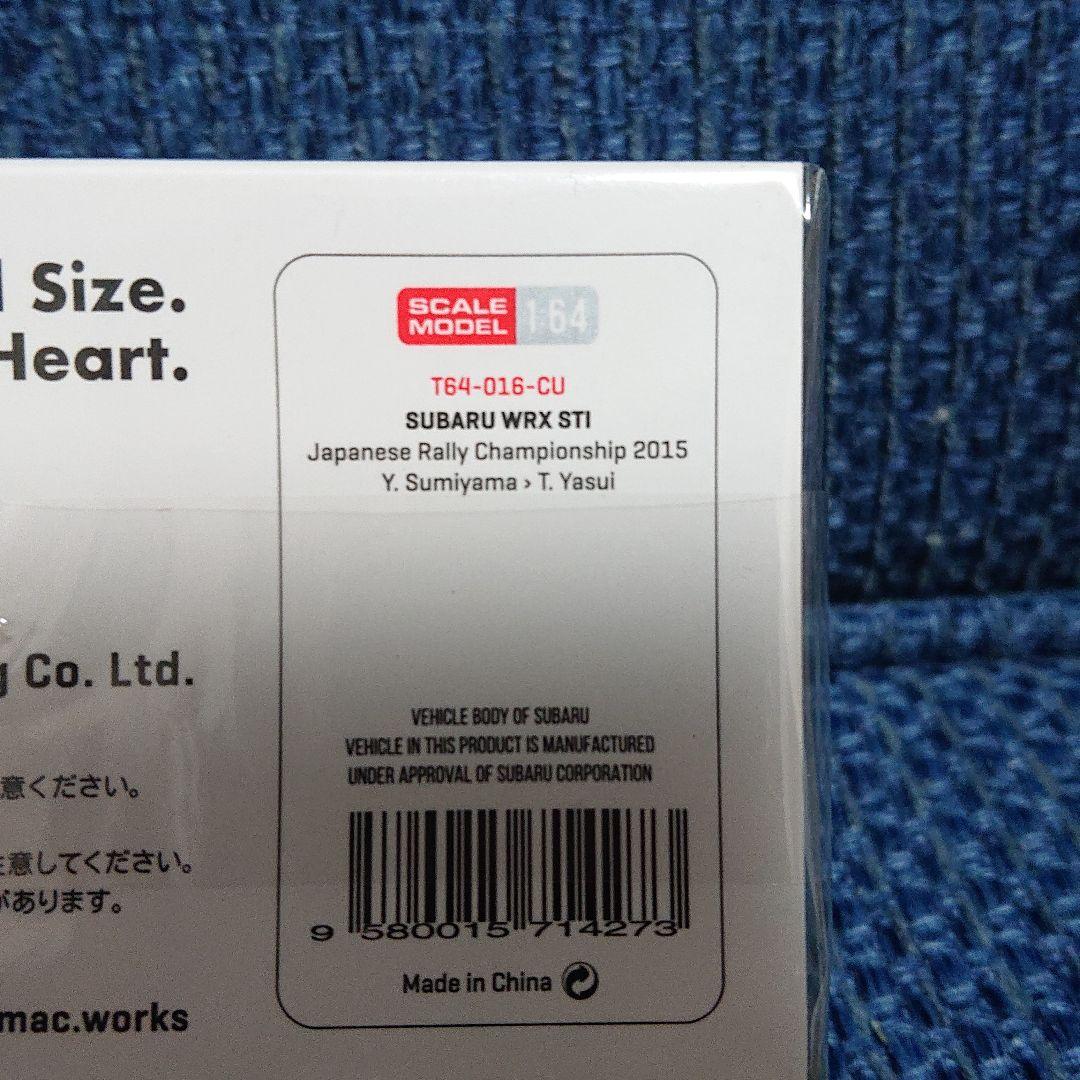 Size.
Heart.
SCALE
MODEL 1:64
T64-016-CU
SUBARU WRX STI
Japanese Rally Championship 2015
Y. Sumiyama › T. Yasui
Co. Ltd.
VEHICLE BODY OF SUBARU
VEHICLE IN THIS PRODUCT IS MANUFACTURED
UNDER APPROVAL OF SUBARU CORPORATION
意ください。
注意してください。
があります。
9 580015 714273
Made in China
mac.works